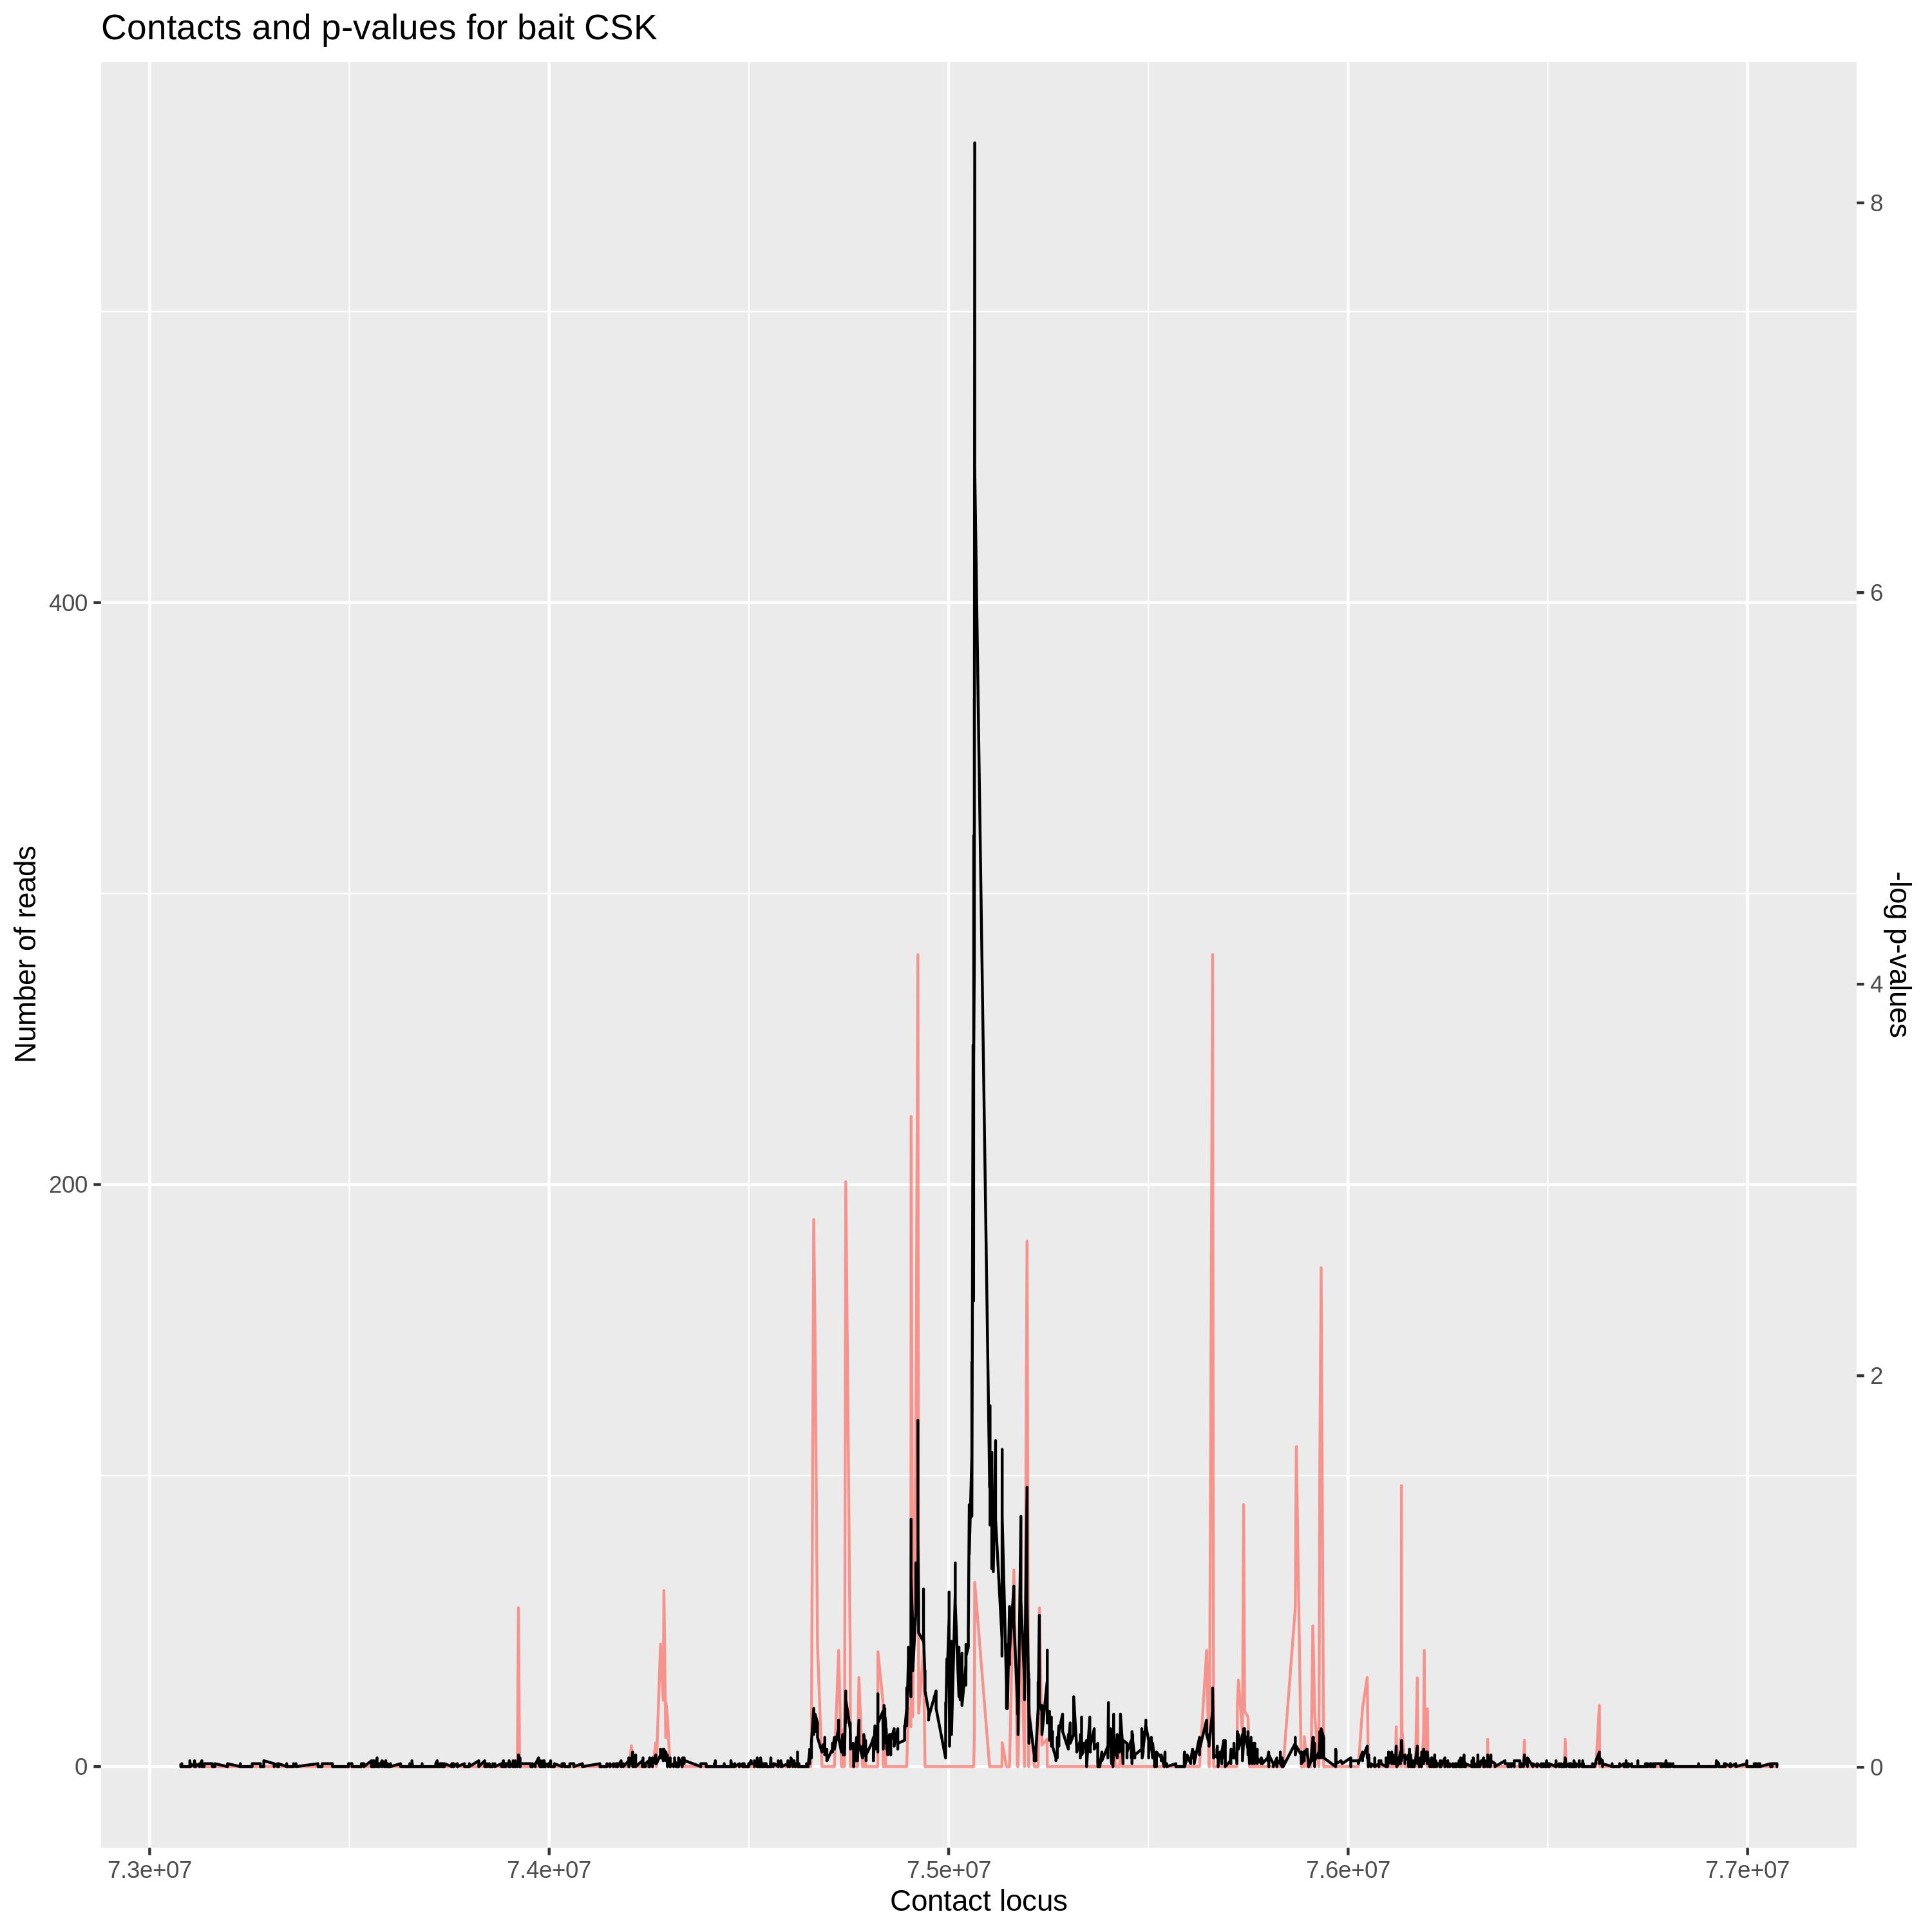 Contacts and p-values for bait CSK
Number of reads
400
200
0
8
6
4
2
0
-log p-values
7.3e+07
7.4e+07
7.5e+07
7.6e+07
7.7e+07
Contact locus